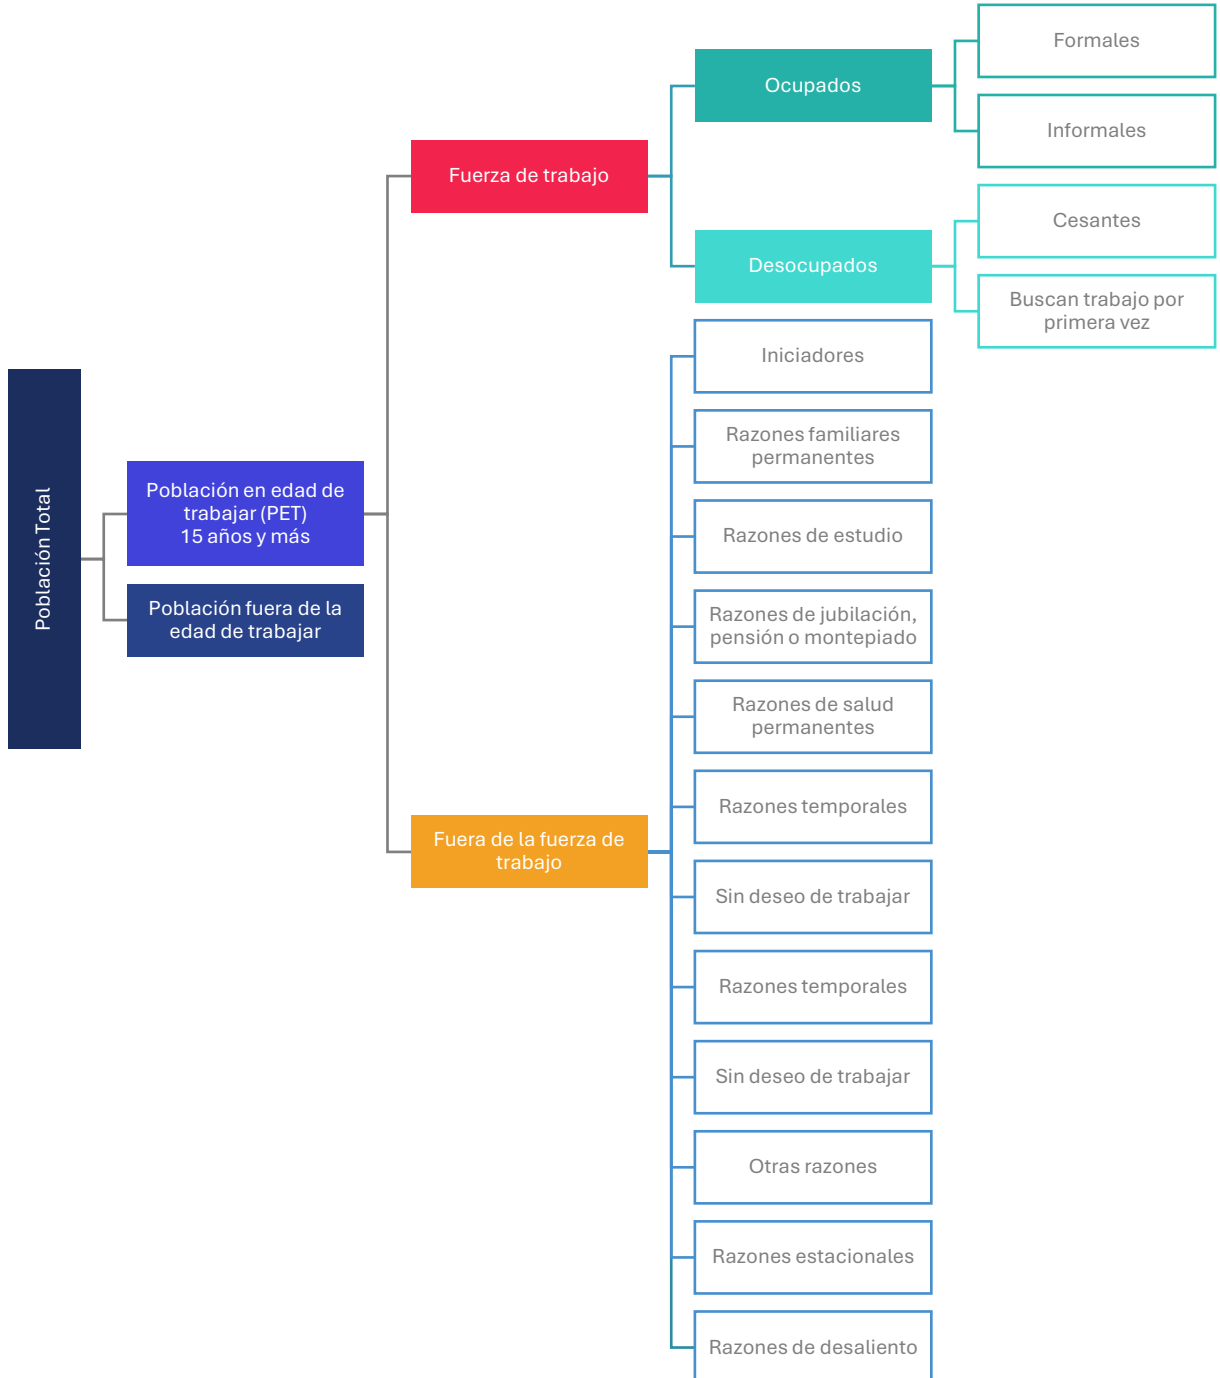 Población Total
Población en edad de
trabajar (PET)
15 años y más
Población fuera de la
edad de trabajar
Fuerza de trabajo
Fuera de la fuerza de
trabajo
Ocupados
Desocupados
Formales
Informales
Cesantes
Buscan trabajo por
primera vez
Iniciadores
Razones familiares
permanentes
Razones de estudio
Razones de jubilación,
pensión o montepiado
Razones de salud
permanentes
Razones temporales
Sin deseo de trabajar
Razones temporales
Sin deseo de trabajar
Otras razones
Razones estacionales
Razones de desaliento